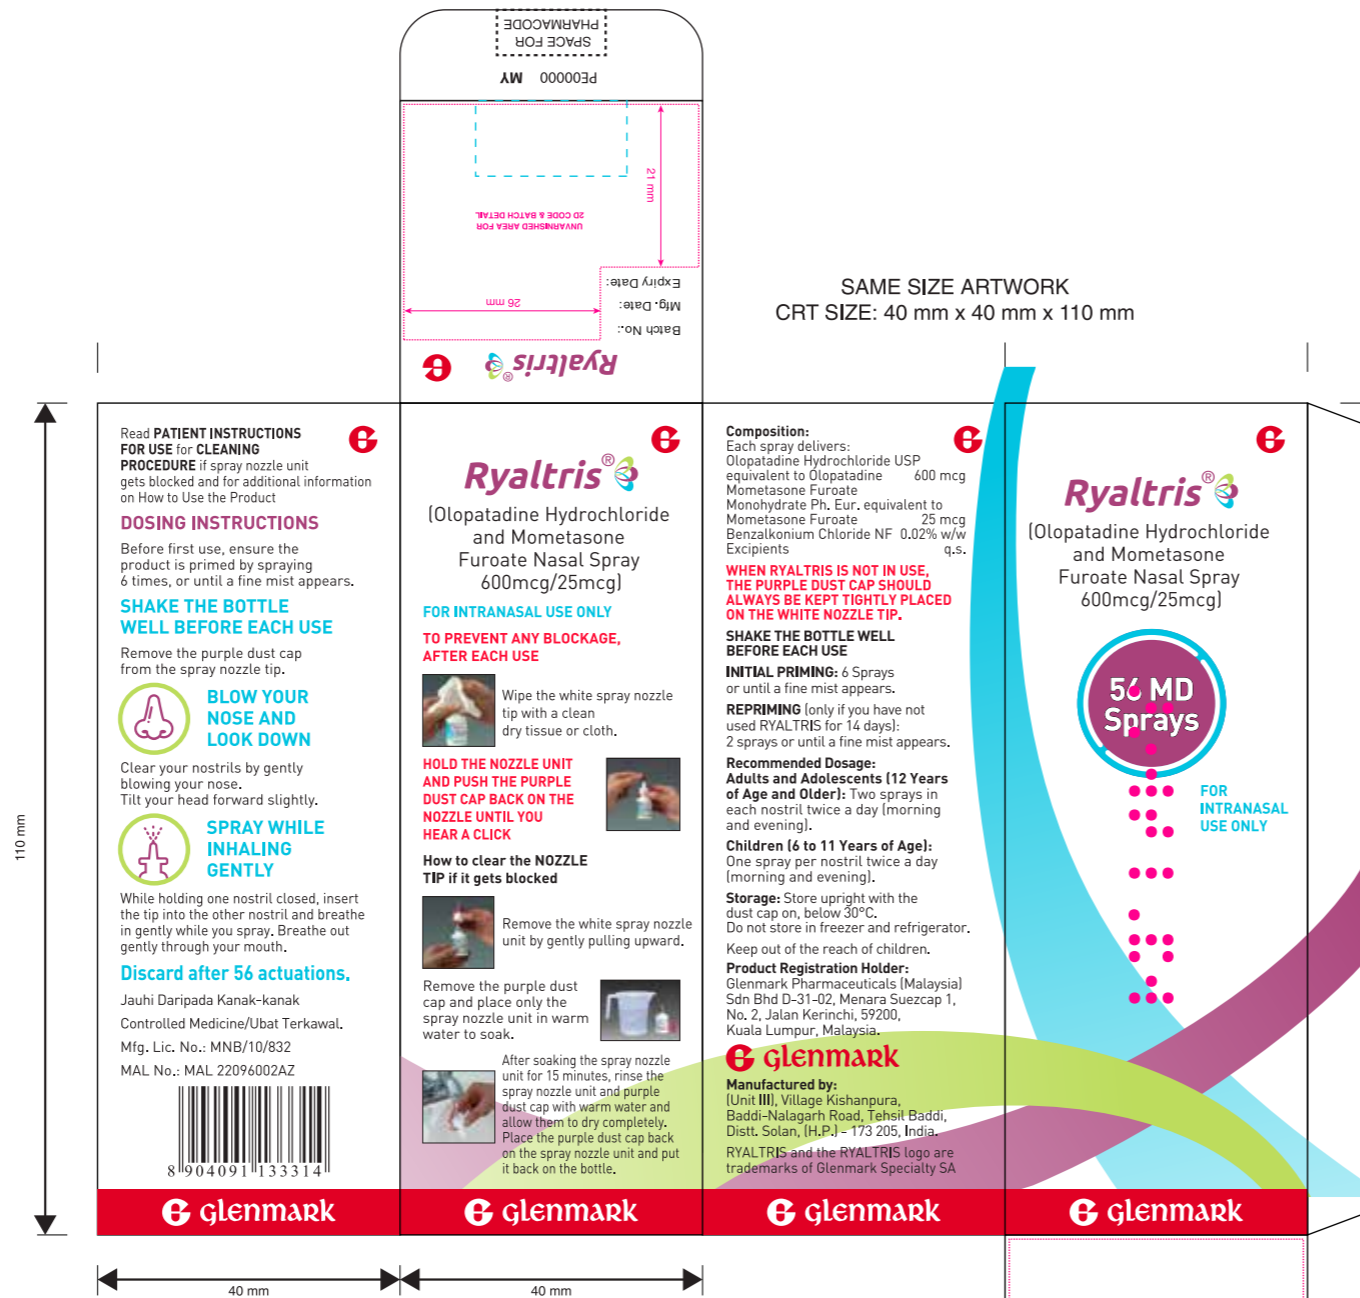 SPACE FOR
PHARMACODE
PE00000 MY
21 mm
UNVARNISHED AREA FOR
2D CODE & BATCH DETAIL
26 mm
Expiry Date:
Mfg. Date:
Batch No.:
Ryaltris®
SAME SIZE ARTWORK
CRT SIZE: 40 mm x 40 mm x 110 mm
110 mm
Read PATIENT INSTRUCTIONS
FOR USE for CLEANING
PROCEDURE if spray nozzle unit
gets blocked and for additional information
on How to Use the Product
DOSING INSTRUCTIONS
Before first use, ensure the
product is primed by spraying
6 times, or until a fine mist appears.
SHAKE THE BOTTLE
WELL BEFORE EACH USE
Remove the purple dust cap
from the spray nozzle tip.
BLOW YOUR
NOSE AND
LOOK DOWN
Clear your nostrils by gently
blowing your nose.
Tilt your head forward slightly.
SPRAY WHILE
INHALING
GENTLY
While holding one nostril closed, insert
the tip into the other nostril and breathe
in gently while you spray. Breathe out
gently through your mouth.
Discard after 56 actuations.
Jauhi Daripada Kanak-kanak
Controlled Medicine/Ubat Terkawal.
Mfg. Lic. No.: MNB/10/832
MAL No.: MAL 22096002AZ
8 904091 133314
Glenmark
Ryaltris®
(Olopatadine Hydrochloride
and Mometasone
Furoate Nasal Spray
600mcg/25mcg)
FOR INTRANASAL USE ONLY
TO PREVENT ANY BLOCKAGE,
AFTER EACH USE
Wipe the white spray nozzle
tip with a clean
dry tissue or cloth.
HOLD THE NOZZLE UNIT
AND PUSH THE PURPLE
DUST CAP BACK ON THE
NOZZLE UNTIL YOU
HEAR A CLICK
How to clear the NOZZLE
TIP if it gets blocked
Remove the white spray nozzle
unit by gently pulling upward.
Remove the purple dust
cap and place only the
spray nozzle unit in warm
water to soak.
After soaking the spray nozzle
unit for 15 minutes, rinse the
spray nozzle unit and purple
dust cap with warm water and
allow them to dry completely.
Place the purple dust cap back
on the spray nozzle unit and put
it back on the bottle.
Glenmark
Composition:
Each spray delivers:
Olopatadine Hydrochloride USP
equivalent to Olopatadine 600 mcg
Mometasone Furoate
Monohydrate Ph. Eur. equivalent to
Mometasone Furoate 25 mcg
Benzalkonium Chloride NF 0.02% w/w
Excipients q.s.
WHEN RYALTRIS IS NOT IN USE,
THE PURPLE DUST CAP SHOULD
ALWAYS BE KEPT TIGHTLY PLACED
ON THE WHITE NOZZLE TIP.
SHAKE THE BOTTLE WELL
BEFORE EACH USE
INITIAL PRIMING: 6 Sprays
or until a fine mist appears.
REPRIMING (only if you have not
used RYALTRIS for 14 days):
2 sprays or until a fine mist appears.
Recommended Dosage:
Adults and Adolescents (12 Years
of Age and Older): Two sprays in
each nostril twice a day (morning
and evening).
Children (6 to 11 Years of Age):
One spray per nostril twice a day
(morning and evening).
Storage: Store upright with the
dust cap on, below 30°C.
Do not store in freezer and refrigerator.
Keep out of the reach of children.
Product Registration Holder:
Glenmark Pharmaceuticals (Malaysia)
Sdn Bhd D-31-02, Menara Suezcap 1,
No. 2, Jalan Kerinchi, 59200,
Kuala Lumpur, Malaysia.
Glenmark
Manufactured by:
(Unit III), Village Kishanpura,
Baddi-Nalagarh Road, Tehsil Baddi,
Distt. Solan, (H.P.) - 173 205, India.
RYALTRIS and the RYALTRIS logo are
trademarks of Glenmark Specialty SA
Glenmark
Ryaltris®
(Olopatadine Hydrochloride
and Mometasone
Furoate Nasal Spray
600mcg/25mcg)
56 MD
Sprays
FOR
INTRANASAL
USE ONLY
Glenmark
40 mm
40 mm